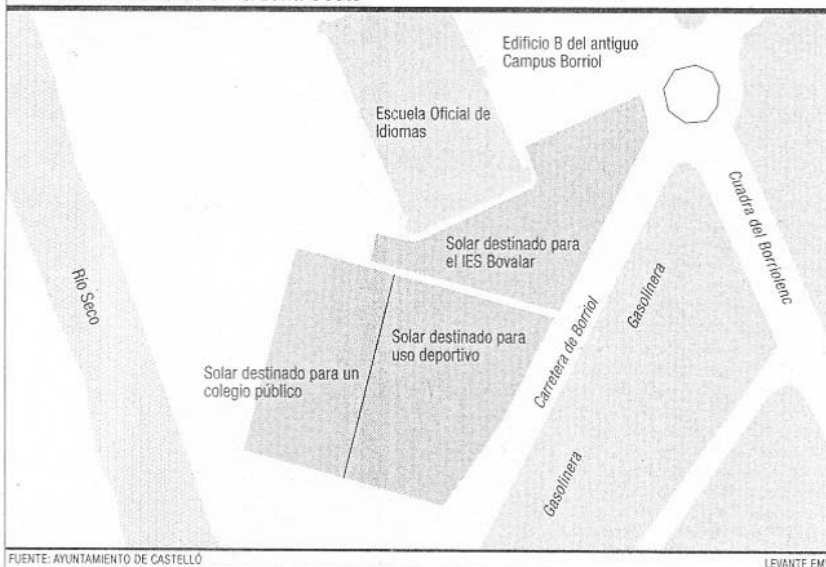 Edificio B del antiguo
Campus Borriol
Escuela Oficial de
Idiomas
Cuadra del Borriolenc
Solar destinado para
el IES Bovalar
Río Seco
Gasolinera
Solar destinado para
uso deportivo
Carretera de Borriol
Solar destinado para un
colegio público
Gasolinera
FUENTE: AYUNTAMIENTO DE CASTELLÓ
LEVANTE